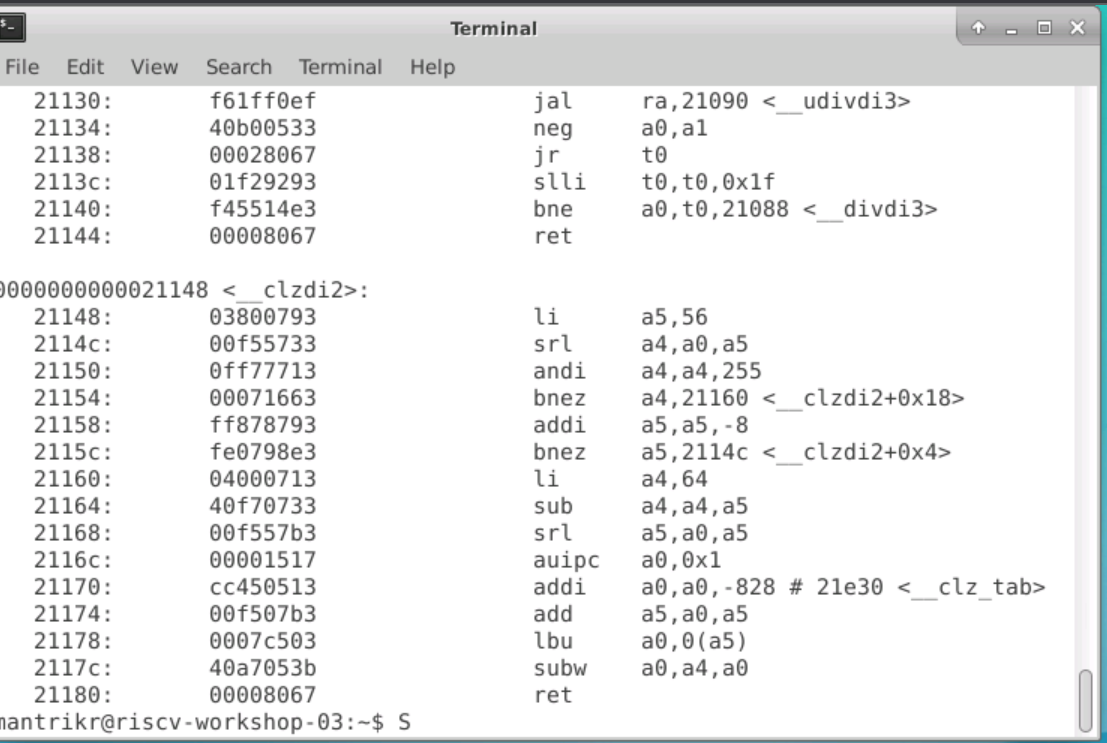 $_
Terminal
File Edit View Search Terminal Help
21130: f61ff0ef jal ra,21090 <__udivdi3>
21134: 40b00533 neg a0,a1
21138: 00028067 jr t0
2113c: 01f29293 slli t0,t0,0x1f
21140: f45514e3 bne a0,t0,21088 <__divdi3>
21144: 00008067 ret
0000000000021148 <__clzdi2>:
21148: 03800793 li a5,56
2114c: 00f55733 srl a4,a0,a5
21150: 0ff77713 andi a4,a4,255
21154: 00071663 bnez a4,21160 <__clzdi2+0x18>
21158: ff878793 addi a5,a5,-8
2115c: fe0798e3 bnez a5,2114c <__clzdi2+0x4>
21160: 04000713 li a4,64
21164: 40f70733 sub a4,a4,a5
21168: 00f557b3 srl a5,a0,a5
2116c: 00001517 auipc a0,0x1
21170: cc450513 addi a0,a0,-828 # 21e30 <__clz_tab>
21174: 00f507b3 add a5,a0,a5
21178: 0007c503 lbu a0,0(a5)
2117c: 40a7053b subw a0,a4,a0
21180: 00008067 ret
mantrikr@riscv-workshop-03:~$ S